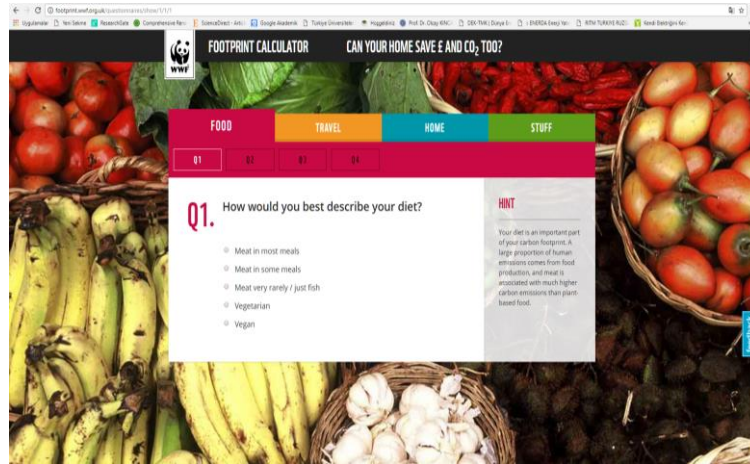 footprint.wwf.org.uk/questionnaires/show/1/1/1
Uygulamalar Yeni Sekme ResearchGate ScienceDirect Google Akademik
WWF
FOOTPRINT CALCULATOR CAN YOUR HOME SAVE £ AND CO₂ TOO?
FOOD TRAVEL HOME STUFF
Q1 Q2 Q3 Q4
Q1. How would you best describe your diet?
Meat in most meals
Meat in some meals
Meat very rarely / just fish
Vegetarian
Vegan
HINT
Your diet is an important part
of your carbon footprint. A
large proportion of human
emissions comes from food
production, and meat is
associated with much higher
carbon emissions than plant-
based food.
Feedback